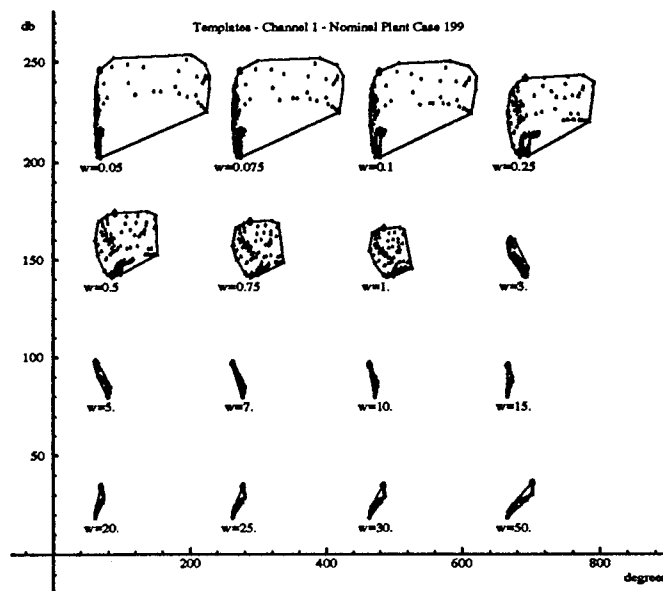 db
Templates - Channel 1 - Nominal Plant Case 199
250
200
w=0.05 w=0.075 w=0.1 w=0.25
150
w=0.5 w=0.75 w=1. w=3.
100
w=5. w=7. w=10. w=15.
50
w=20. w=25. w=30. w=50.
200 400 600 800
degrees